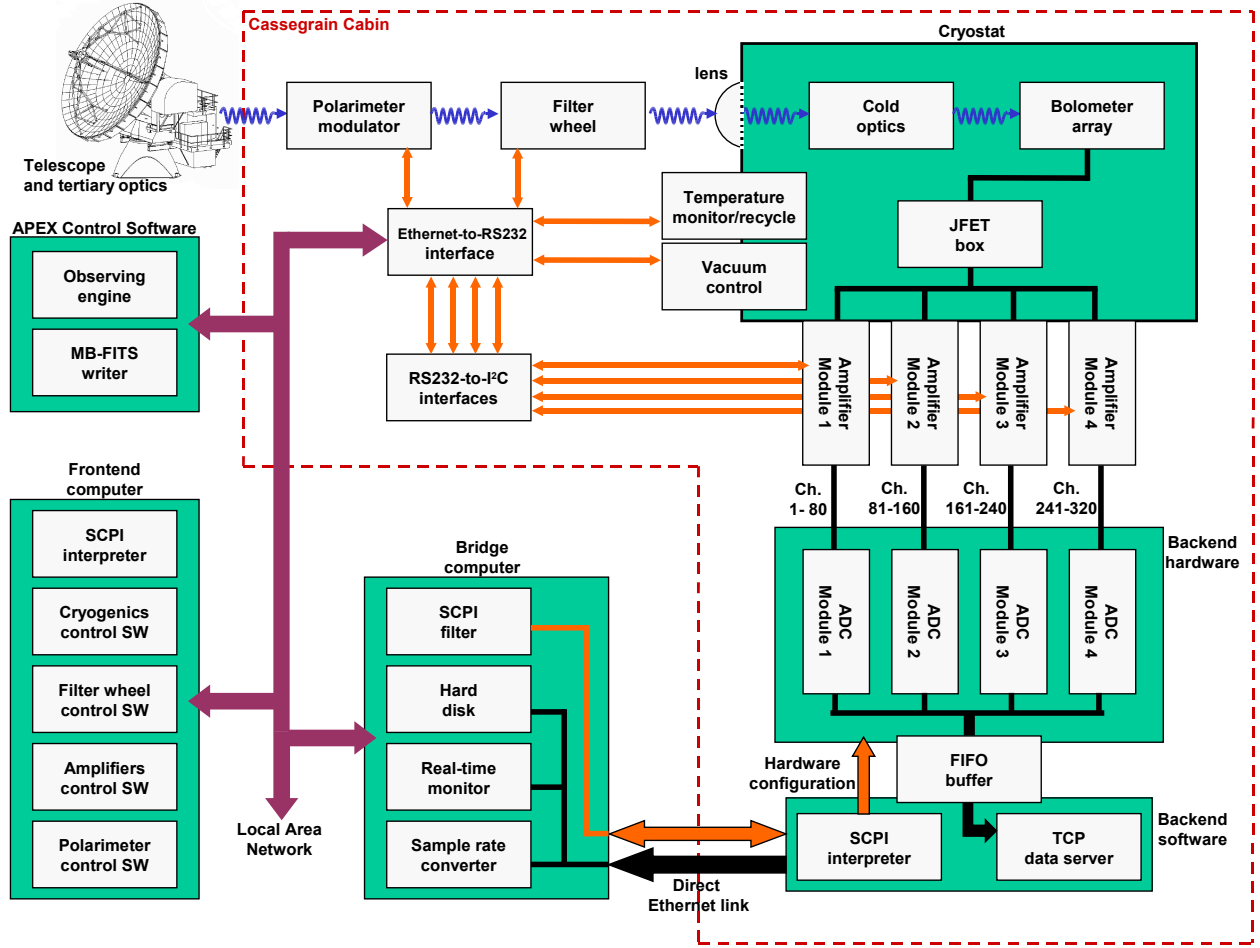 Cassegrain Cabin
Cryostat
lens
Polarimeter
modulator
Filter
wheel
Cold
optics
Bolometer
array
Telescope
and tertiary optics
Temperature
monitor/recycle
JFET
box
Ethernet-to-RS232
interface
Vacuum
control
APEX Control Software
Observing
engine
MB-FITS
writer
RS232-to-I²C
interfaces
Amplifier
Module 1
Amplifier
Module 2
Amplifier
Module 3
Amplifier
Module 4
Ch.
1- 80
Ch.
81-160
Ch.
161-240
Ch.
241-320
Frontend
computer
SCPI
interpreter
Cryogenics
control SW
Filter wheel
control SW
Amplifiers
control SW
Polarimeter
control SW
Local Area
Network
Bridge
computer
SCPI
filter
Hard
disk
Real-time
monitor
Sample rate
converter
Backend
hardware
ADC
Module 1
ADC
Module 2
ADC
Module 3
ADC
Module 4
Hardware
configuration
FIFO
buffer
Backend
software
SCPI
interpreter
TCP
data server
Direct
Ethernet link